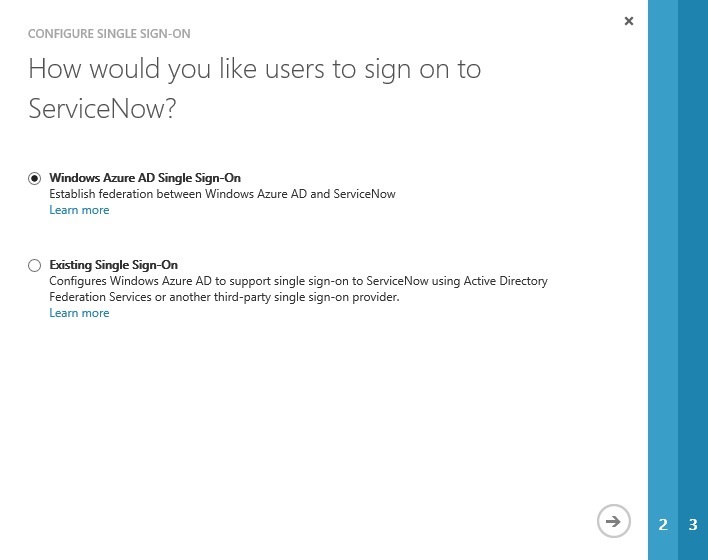 CONFIGURE SINGLE SIGN-ON
How would you like users to sign on to
ServiceNow?
Windows Azure AD Single Sign-On
Establish federation between Windows Azure AD and ServiceNow
Learn more
Existing Single Sign-On
Configures Windows Azure AD to support single sign-on to ServiceNow using Active Directory
Federation Services or another third-party single sign-on provider.
Learn more
2 3